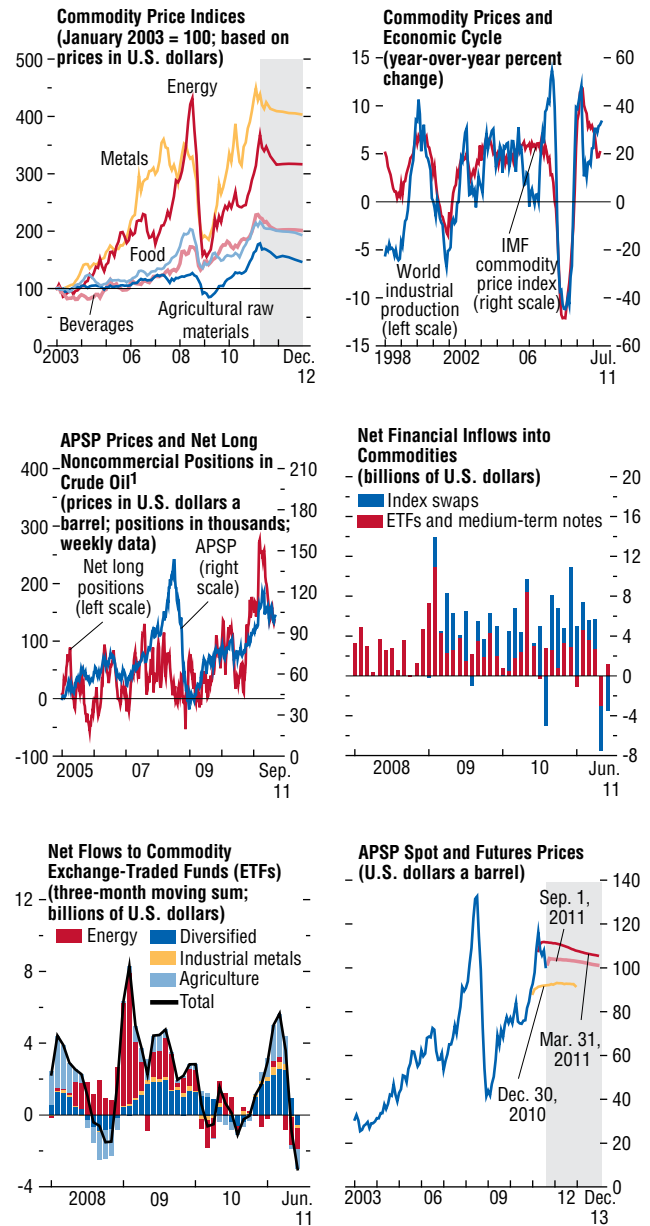 Commodity Price Indices
(January 2003 = 100; based on
prices in U.S. dollars)
500
400
300
200
100
0
Energy
Metals
Food
Beverages
Agricultural raw
materials
2003
06
08
10
Dec.
12
Commodity Prices and
Economic Cycle
(year-over-year percent
change)
15
10
5
0
-5
-10
-15
60
40
20
0
-20
-40
-60
World
industrial
production
(left scale)
IMF
commodity
price index
(right scale)
1998
2002
06
Jul.
11
APSP Prices and Net Long
Noncommercial Positions in
Crude Oil1
(prices in U.S. dollars a
barrel; positions in thousands;
weekly data)
400
300
200
100
0
-100
210
180
150
120
90
60
30
0
Net long
positions
(left scale)
APSP
(right
scale)
2005
07
09
Sep.
11
Net Financial Inflows into
Commodities
(billions of U.S. dollars)
Index swaps
ETFs and medium-term notes
20
16
12
8
4
0
-4
-8
2008
09
10
Jun.
11
Net Flows to Commodity
Exchange-Traded Funds (ETFs)
(three-month moving sum;
billions of U.S. dollars)
Energy
Diversified
Industrial metals
Agriculture
Total
12
8
4
0
-4
2008
09
10
Jun.
11
APSP Spot and Futures Prices
(U.S. dollars a barrel)
140
120
100
80
60
40
20
0
Sep. 1,
2011
Mar. 31,
2011
Dec. 30,
2010
2003
06
09
12
Dec.
13